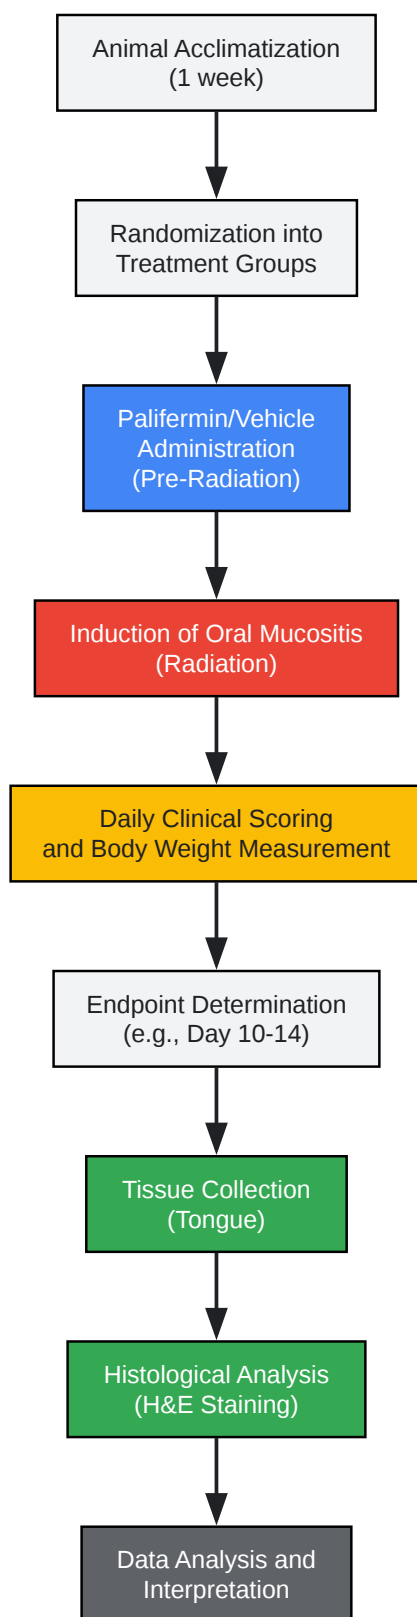 Animal Acclimatization
(1 week)
Randomization into
Treatment Groups
Palifermin/Vehicle
Administration
(Pre-Radiation)
Induction of Oral Mucositis
(Radiation)
Daily Clinical Scoring
and Body Weight Measurement
Endpoint Determination
(e.g., Day 10-14)
Tissue Collection
(Tongue)
Histological Analysis
(H&E Staining)
Data Analysis and
Interpretation